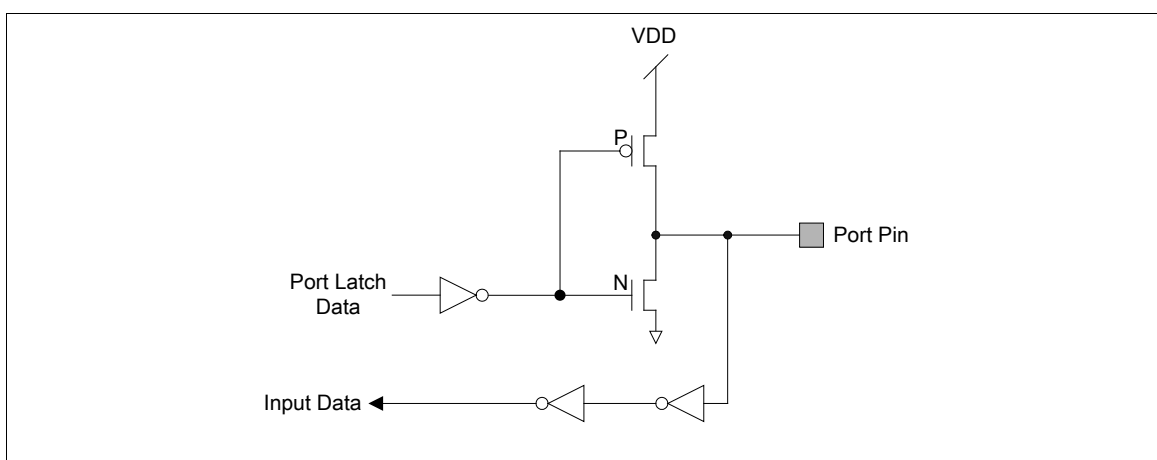 VDD
P
Port Pin
N
Port Latch
Data
Input Data